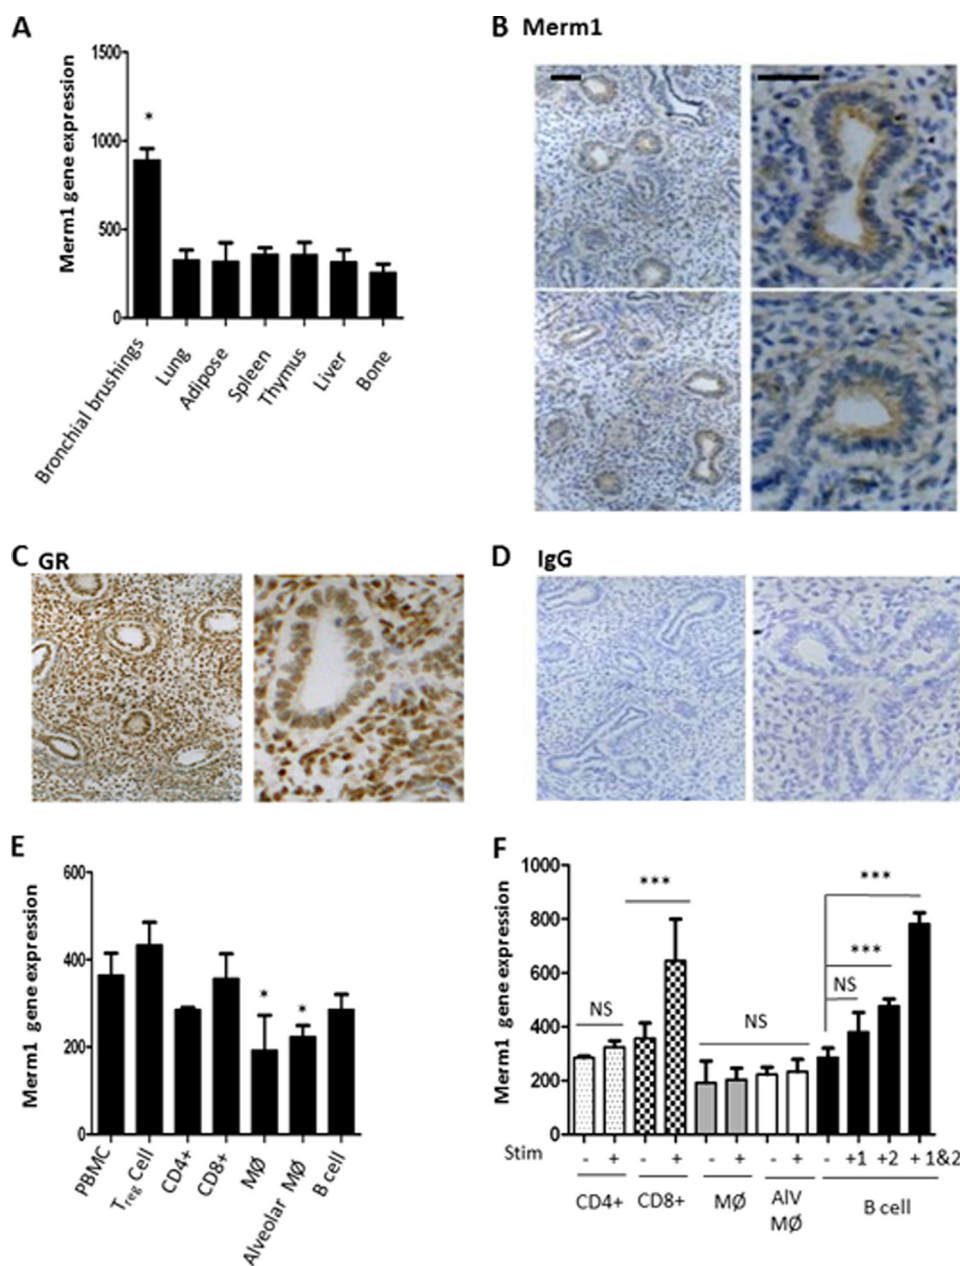 A
Merm1 gene expression
1500
1000
500
0
*
Bronchial brushings
Lung
Adipose
Spleen
Thymus
Liver
Bone
B Merm1
C GR
D IgG
E
Merm1 gene expression
600
400
200
0
* *
PBMC
Treg Cell
CD4+
CD8+
MØ
Alveolar MØ
B cell
F
Merm1 gene expression
1000
800
600
400
200
0
NS
***
NS
NS
***
***
Stim - + - + - + - + - +1 +2 + 1&2
CD4+ CD8+ MØ Alv MØ B cell